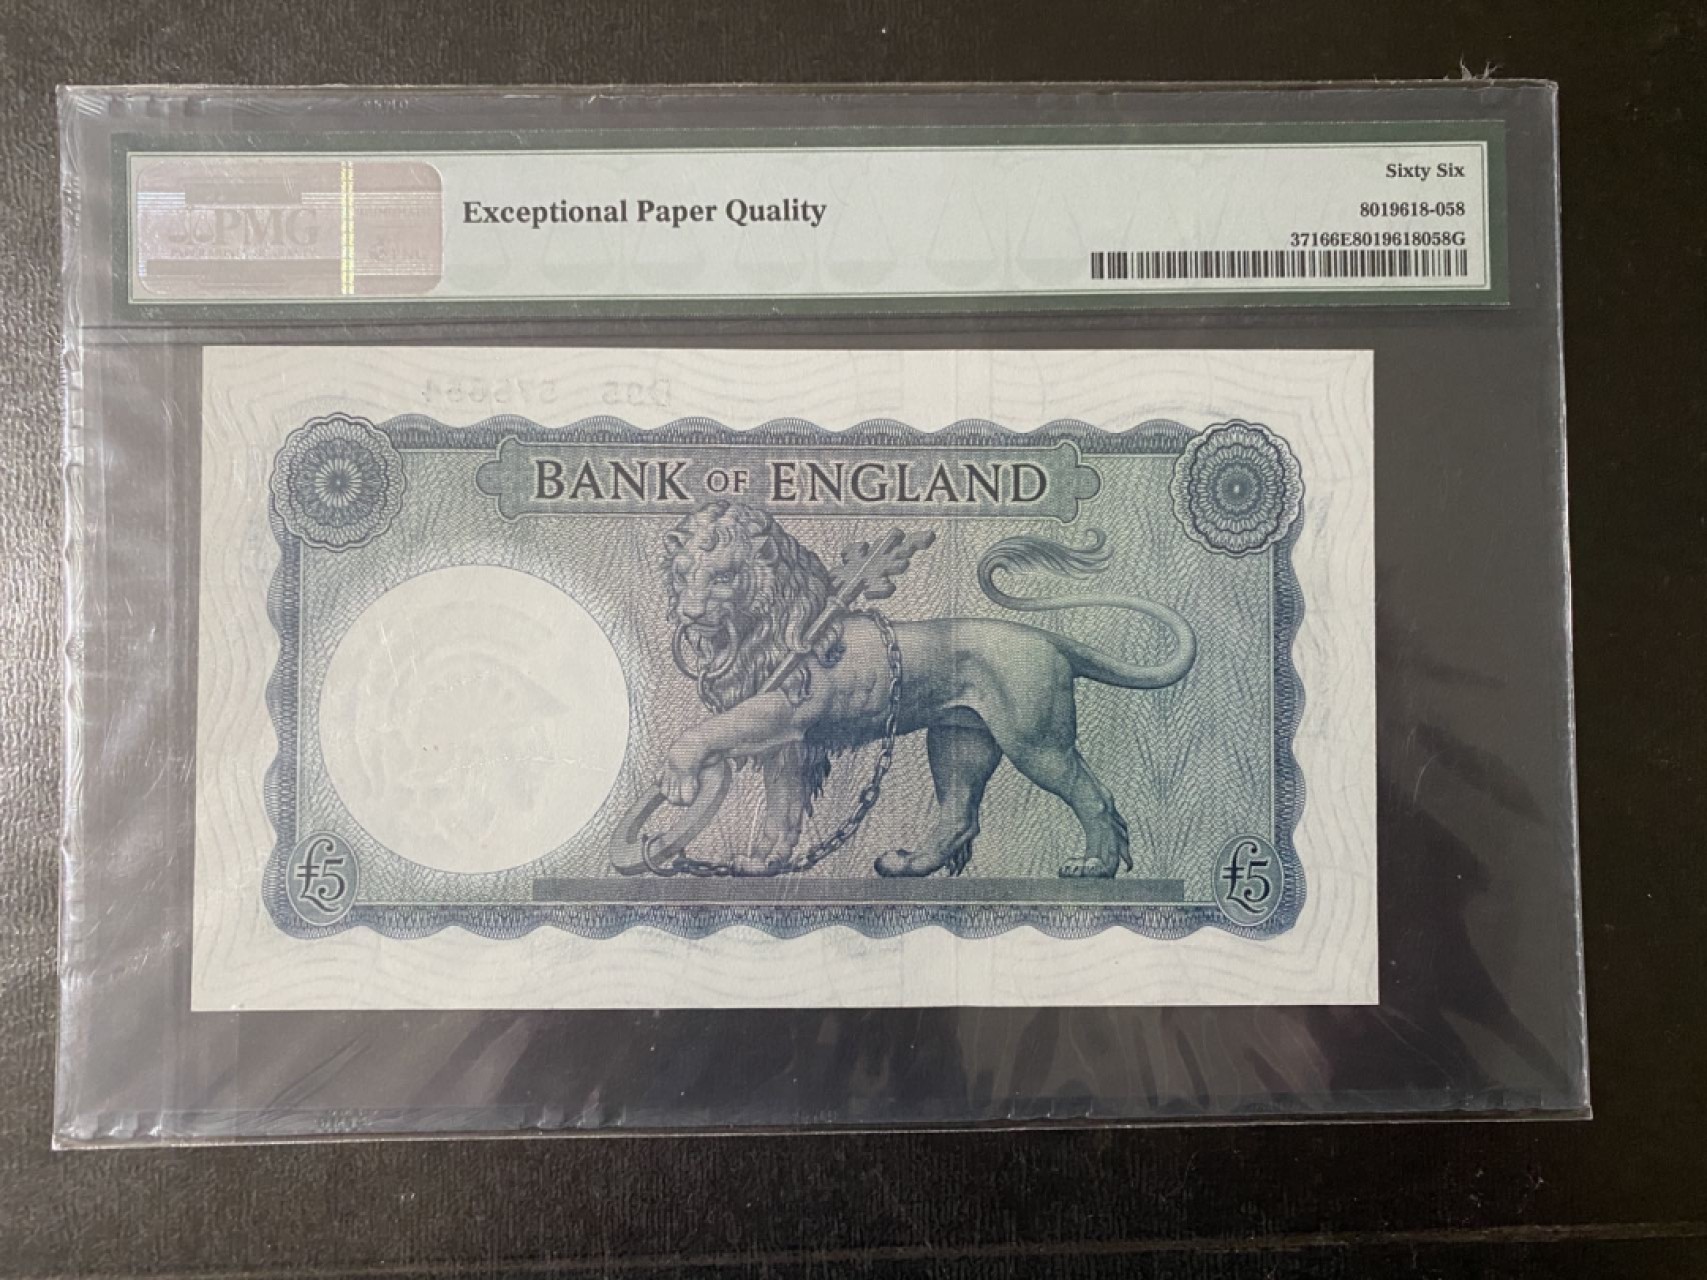 PMG
Exceptional Paper Quality
Sixty Six
8019618-058
37166E8019618058G
BANK OF ENGLAND
£5 £5